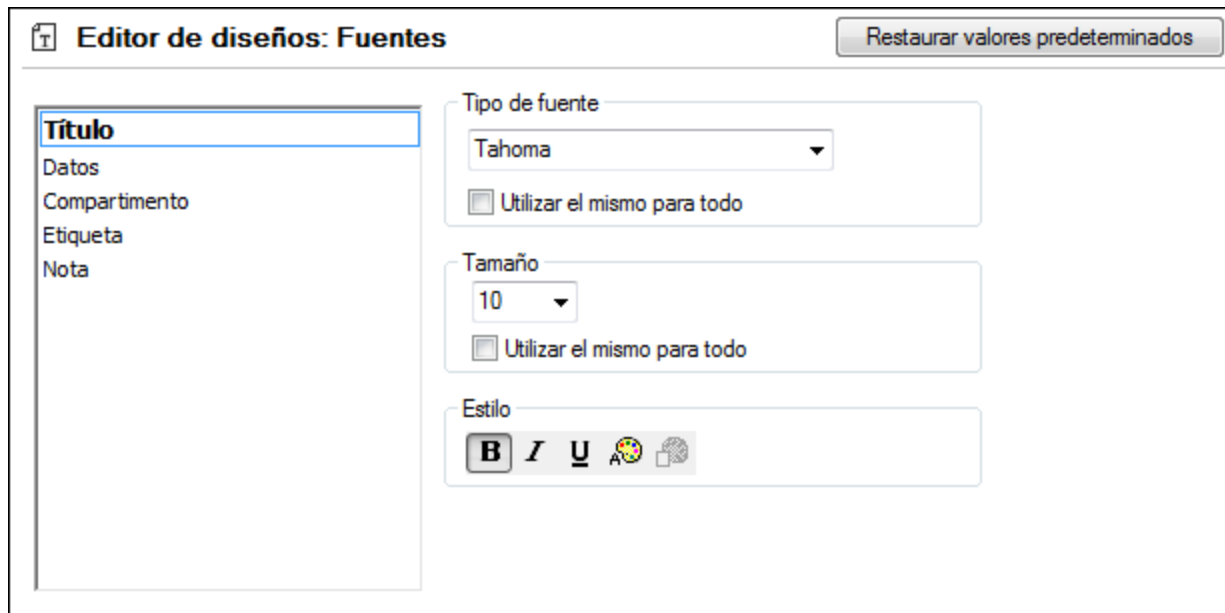 Editor de diseños: Fuentes
Restaurar valores predeterminados
Título
Datos
Compartimento
Etiqueta
Nota
Tipo de fuente
Tahoma
Utilizar el mismo para todo
Tamaño
10
Utilizar el mismo para todo
Estilo
B I U